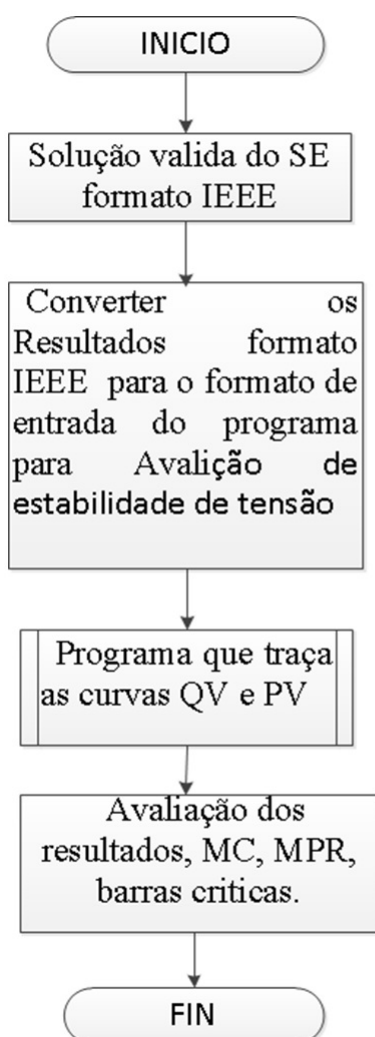 INICIO
Solução valida do SE
formato IEEE
Converter os
Resultados formato
IEEE para o formato de
entrada do programa
para Avalição de
estabilidade de tensão
Programa que traça
as curvas QV e PV
Avaliação dos
resultados, MC, MPR,
barras criticas.
FIN